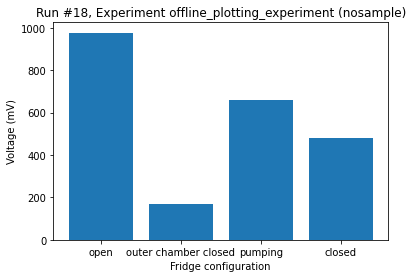 Run #18, Experiment offline_plotting_experiment (nosample)
1000
800
600
400
200
0
Voltage (mV)
open outer chamber closed pumping closed
Fridge configuration